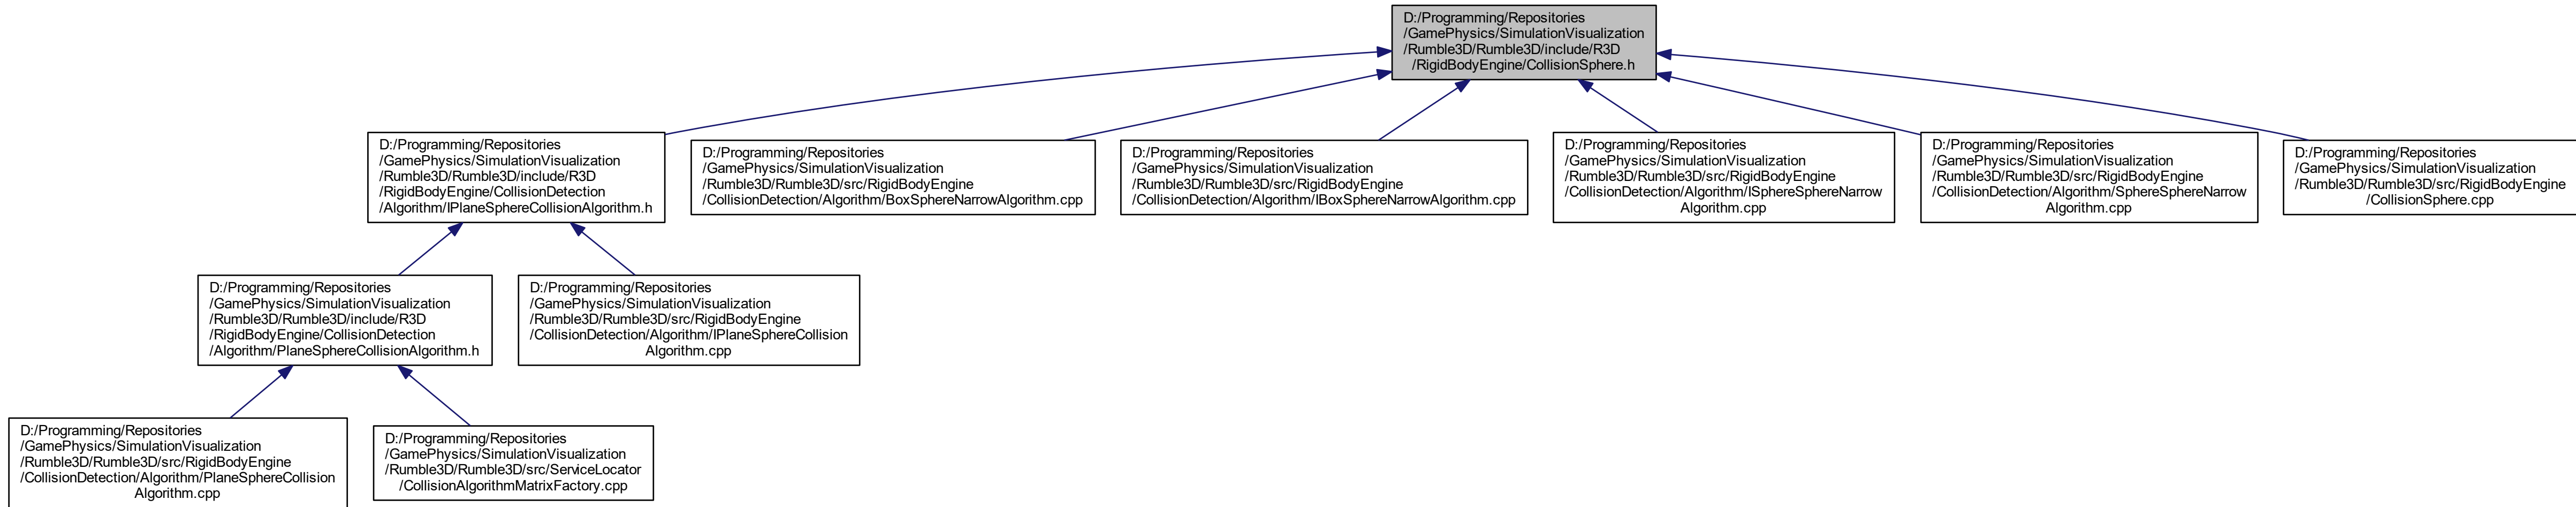 D:/Programming/Repositories
/GamePhysics/SimulationVisualization
/Rumble3D/Rumble3D/include/R3D
/RigidBodyEngine/CollisionSphere.h
D:/Programming/Repositories
/GamePhysics/SimulationVisualization
/Rumble3D/Rumble3D/include/R3D
/RigidBodyEngine/CollisionDetection
/Algorithm/IPlaneSphereCollisionAlgorithm.h
D:/Programming/Repositories
/GamePhysics/SimulationVisualization
/Rumble3D/Rumble3D/src/RigidBodyEngine
/CollisionDetection/Algorithm/BoxSphereNarrowAlgorithm.cpp
D:/Programming/Repositories
/GamePhysics/SimulationVisualization
/Rumble3D/Rumble3D/src/RigidBodyEngine
/CollisionDetection/Algorithm/IBoxSphereNarrowAlgorithm.cpp
D:/Programming/Repositories
/GamePhysics/SimulationVisualization
/Rumble3D/Rumble3D/src/RigidBodyEngine
/CollisionDetection/Algorithm/ISphereSphereNarrow
Algorithm.cpp
D:/Programming/Repositories
/GamePhysics/SimulationVisualization
/Rumble3D/Rumble3D/src/RigidBodyEngine
/CollisionDetection/Algorithm/SphereSphereNarrow
Algorithm.cpp
D:/Programming/Repositories
/GamePhysics/SimulationVisualization
/Rumble3D/Rumble3D/src/RigidBodyEngine
/CollisionSphere.cpp
D:/Programming/Repositories
/GamePhysics/SimulationVisualization
/Rumble3D/Rumble3D/include/R3D
/RigidBodyEngine/CollisionDetection
/Algorithm/PlaneSphereCollisionAlgorithm.h
D:/Programming/Repositories
/GamePhysics/SimulationVisualization
/Rumble3D/Rumble3D/src/RigidBodyEngine
/CollisionDetection/Algorithm/IPlaneSphereCollision
Algorithm.cpp
D:/Programming/Repositories
/GamePhysics/SimulationVisualization
/Rumble3D/Rumble3D/src/RigidBodyEngine
/CollisionDetection/Algorithm/PlaneSphereCollision
Algorithm.cpp
D:/Programming/Repositories
/GamePhysics/SimulationVisualization
/Rumble3D/Rumble3D/src/ServiceLocator
/CollisionAlgorithmMatrixFactory.cpp